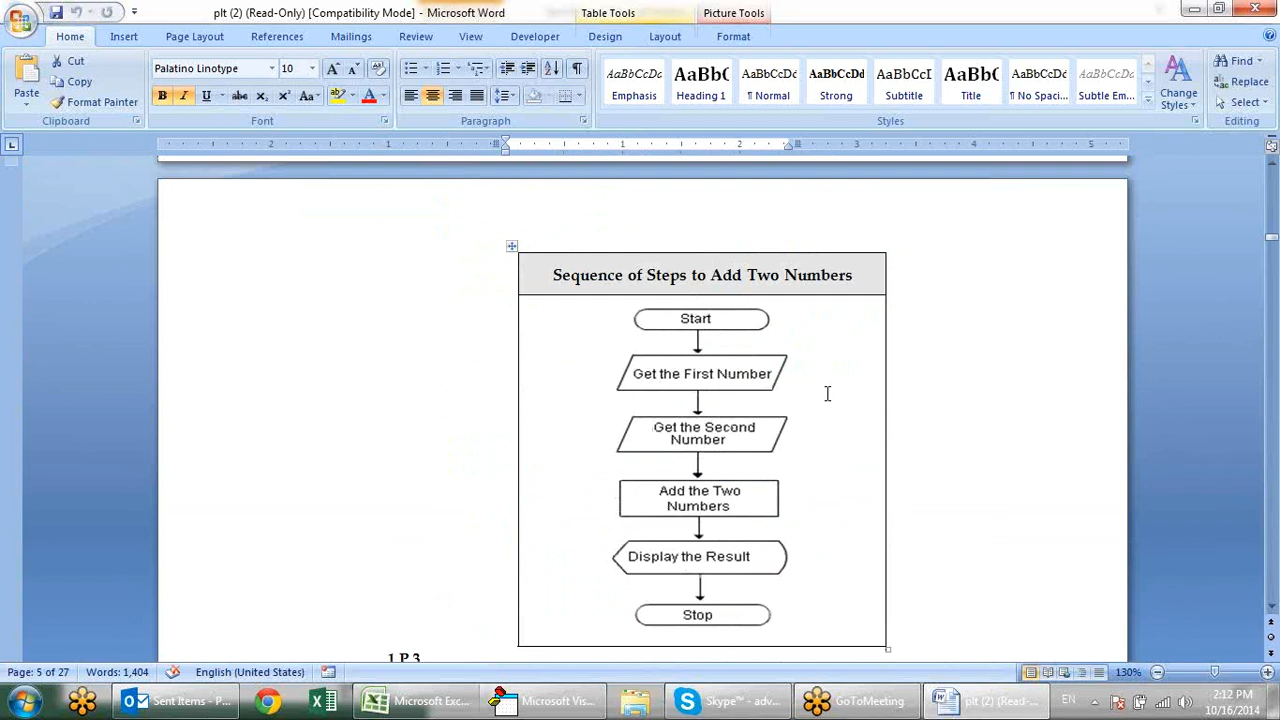 plt (2) (Read-Only) [Compatibility Mode] - Microsoft Word
Table Tools
Picture Tools
Home
Insert
Page Layout
References
Mailings
Review
View
Developer
Design
Layout
Format
Paste
Cut
Copy
Format Painter
Clipboard
Palatino Linotype
10
Font
Paragraph
AaBbCcDc
Emphasis
AaBbC
Heading 1
AaBbCcDc
¶ Normal
AaBbCcDd
Strong
AaBbCcI
Subtitle
AaBbC
Title
AaBbCcDc
¶ No Spaci...
AaBbCcDc
Subtle Em...
Change
Styles
Styles
Find
Replace
Select
Editing
Sequence of Steps to Add Two Numbers
Start
Get the First Number
Get the Second
Number
Add the Two
Numbers
Display the Result
Stop
1.P.3
Page: 5 of 27
Words: 1,404
English (United States)
130%
Sent Items - P...
Microsoft Exc...
Microsoft Vis...
Skype™ - adv...
GoToMeeting
plt (2) (Read-...
EN
2:12 PM
10/16/2014